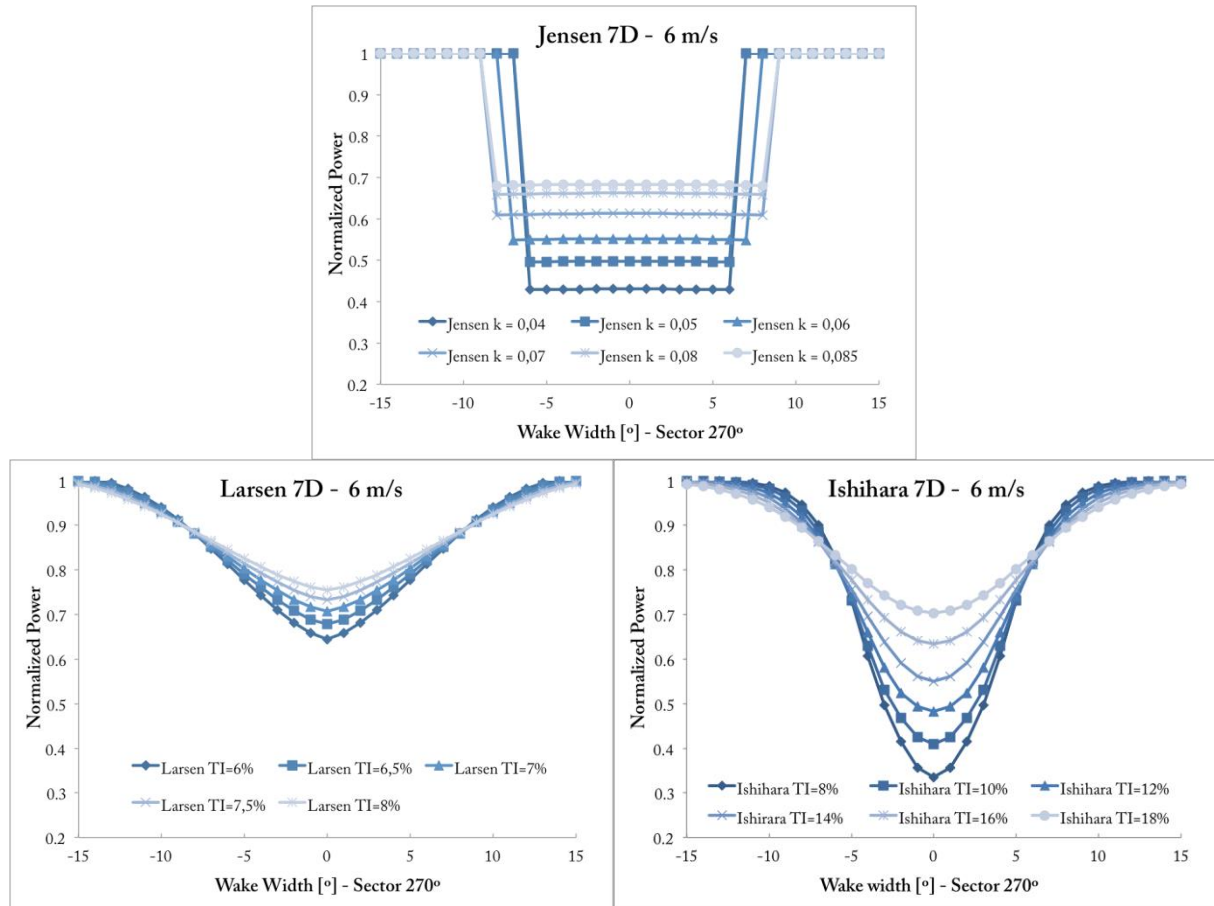 Jensen 7D - 6 m/s
1
0.9
0.8
0.7
0.6
0.5
0.4
0.3
0.2
Normalized Power
Jensen k = 0,04 Jensen k = 0,05 Jensen k = 0,06
Jensen k = 0,07 Jensen k = 0,08 Jensen k = 0,085
-15 -10 -5 0 5 10 15
Wake Width [º] - Sector 270º
Larsen 7D - 6 m/s
1
0.9
0.8
0.7
0.6
0.5
0.4
0.3
0.2
Normalized Power
Larsen TI=6% Larsen TI=6,5% Larsen TI=7%
Larsen TI=7,5% Larsen TI=8%
-15 -10 -5 0 5 10 15
Wake Width [º] - Sector 270º
Ishihara 7D - 6 m/s
1
0.9
0.8
0.7
0.6
0.5
0.4
0.3
0.2
Normalized Power
Ishihara TI=8% Ishihara TI=10% Ishihara TI=12%
Ishirara TI=14% Ishihara TI=16% Ishihara TI=18%
-15 -10 -5 0 5 10 15
Wake width [º] - Sector 270º